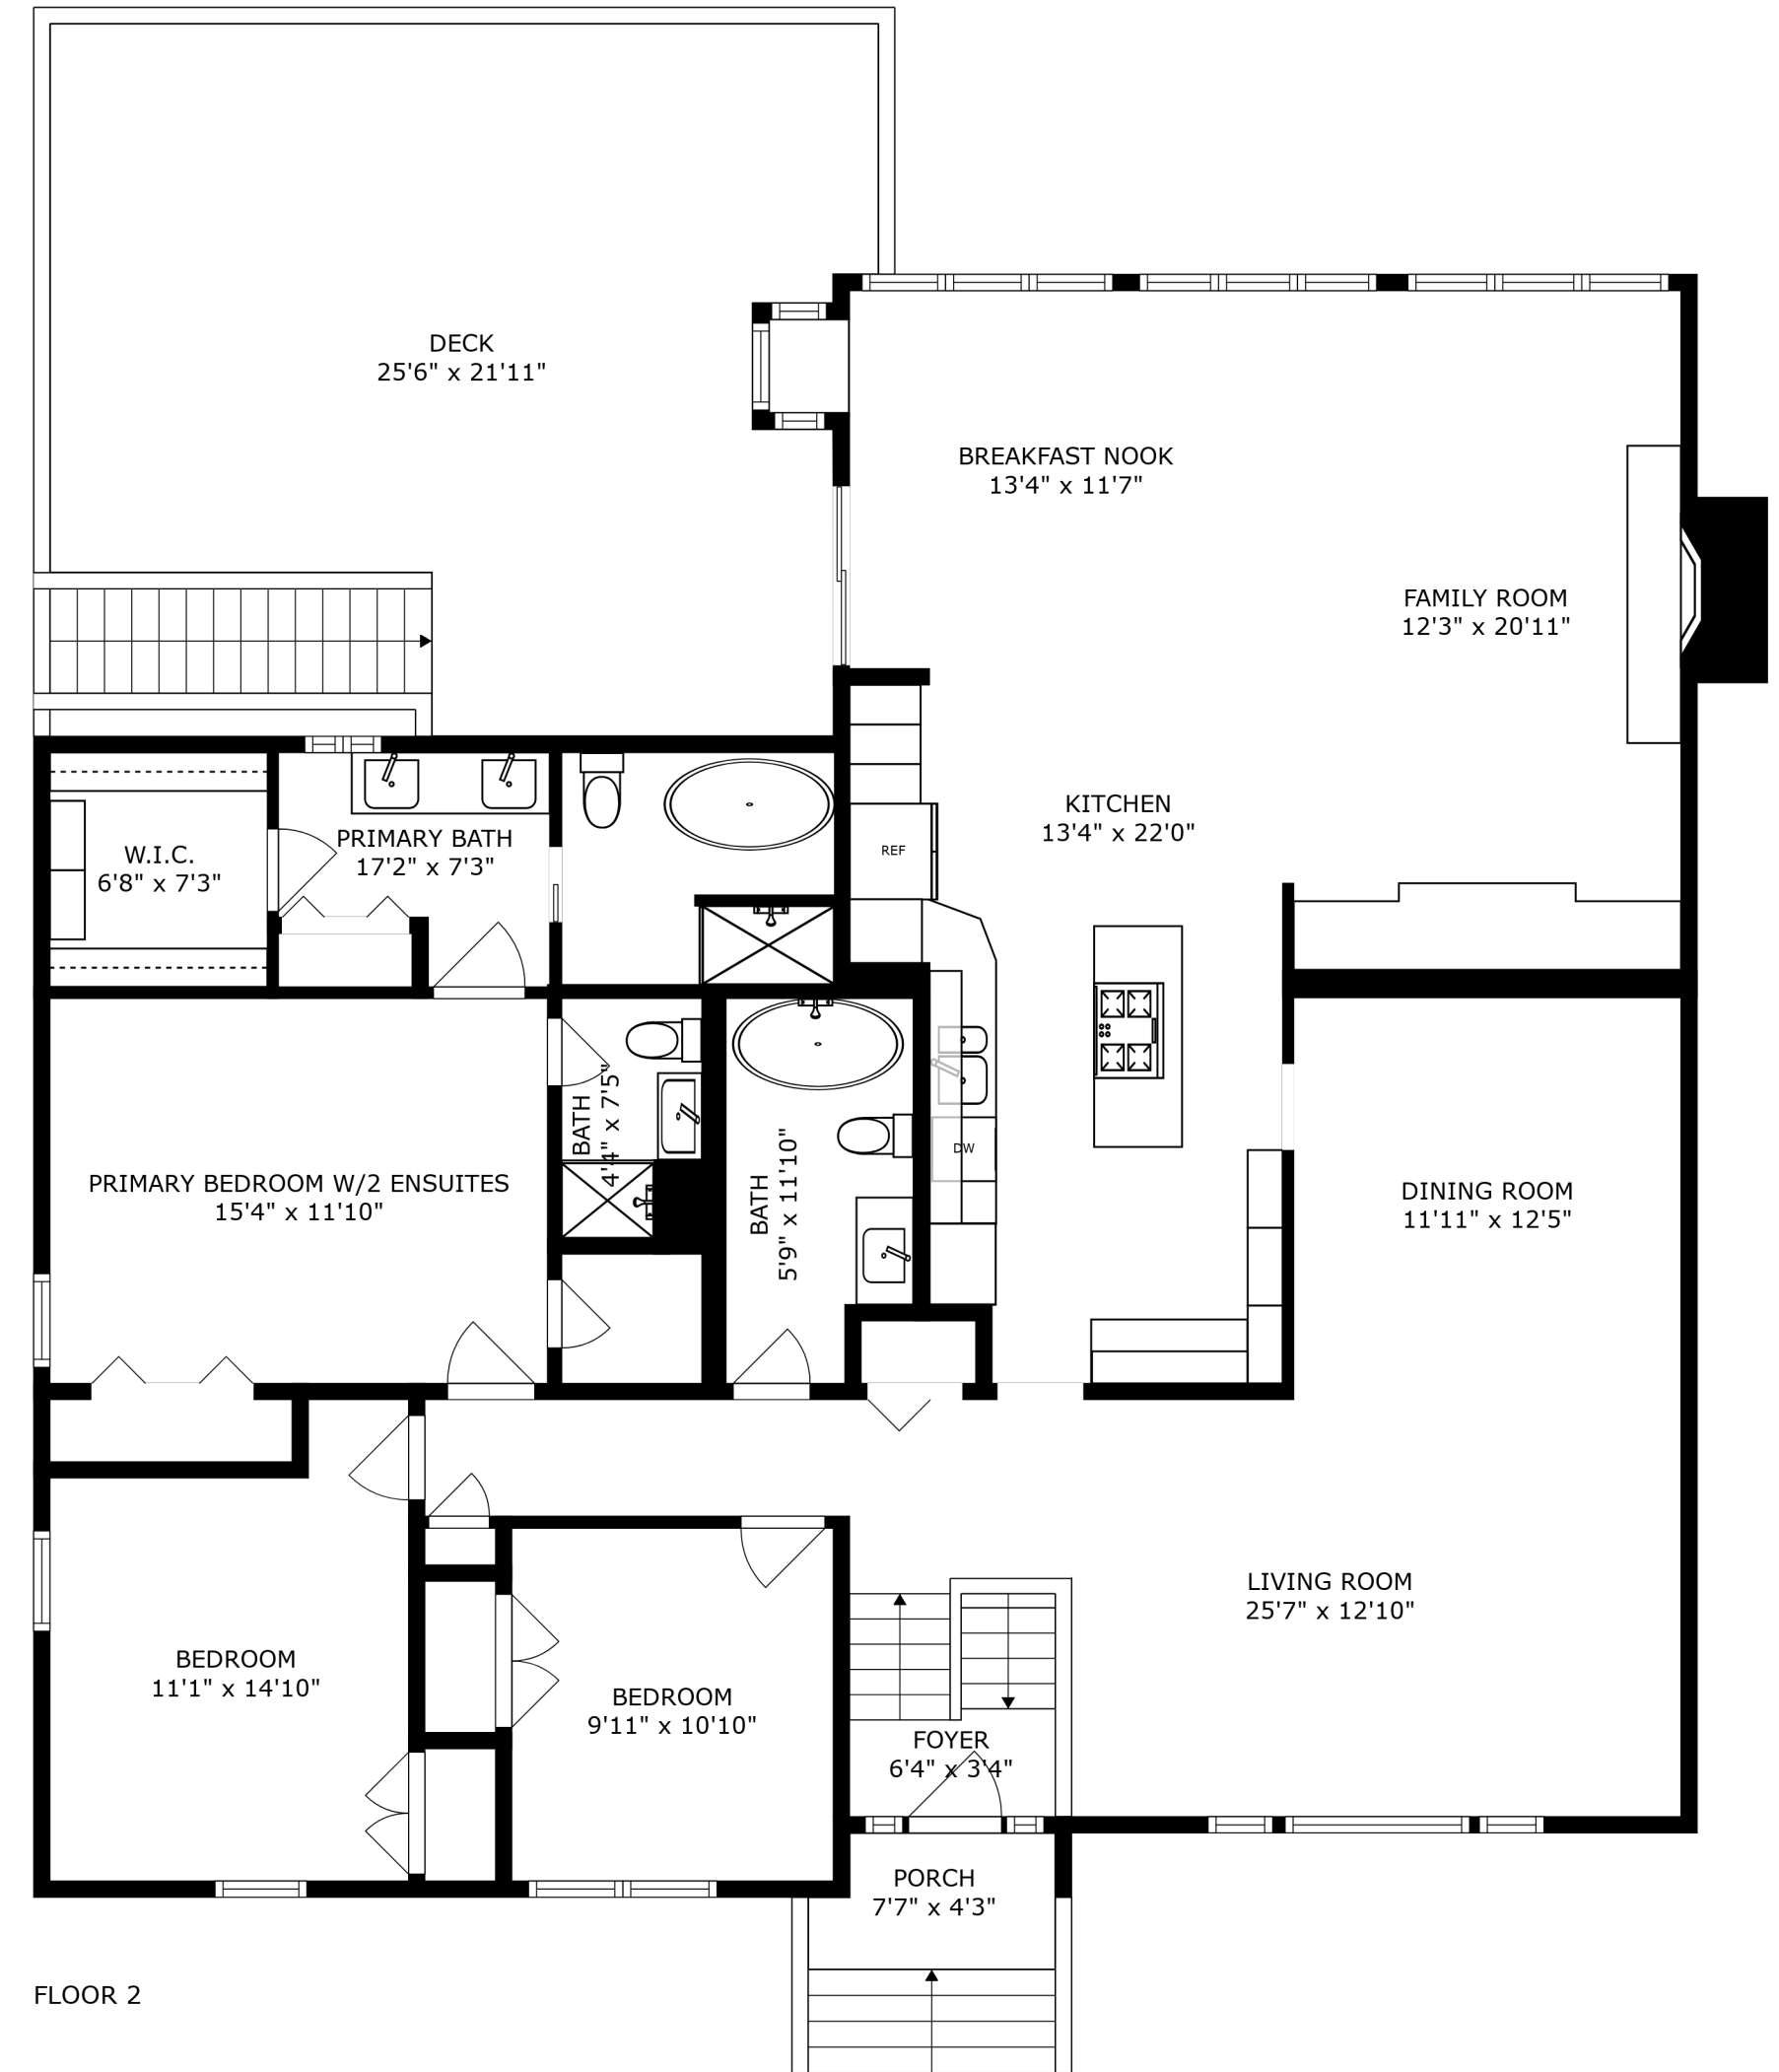 DECK
25'6" x 21'11"
BREAKFAST NOOK
13'4" x 11'7"
FAMILY ROOM
12'3" x 20'11"
KITCHEN
13'4" x 22'0"
PRIMARY BATH
17'2" x 7'3"
W.I.C.
6'8" x 7'3"
REF
BATH
4'4" x 7'5"
BATH
5'9" x 11'10"
DW
PRIMARY BEDROOM W/2 ENSUITES
15'4" x 11'10"
DINING ROOM
11'11" x 12'5"
LIVING ROOM
25'7" x 12'10"
BEDROOM
11'1" x 14'10"
BEDROOM
9'11" x 10'10"
FOYER
6'4" x 3'4"
PORCH
7'7" x 4'3"
FLOOR 2